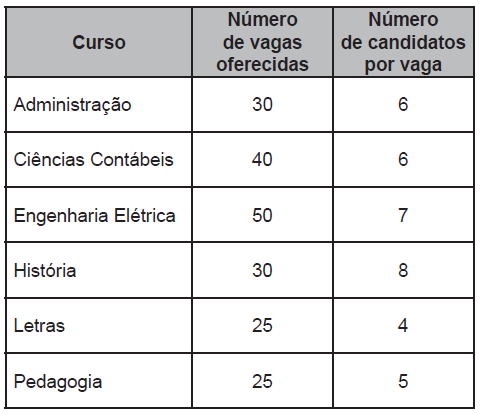 Curso
Número
de vagas
oferecidas
Número
de candidatos
por vaga
Administração 30 6
Ciências Contábeis 40 6
Engenharia Elétrica 50 7
História 30 8
Letras 25 4
Pedagogia 25 5